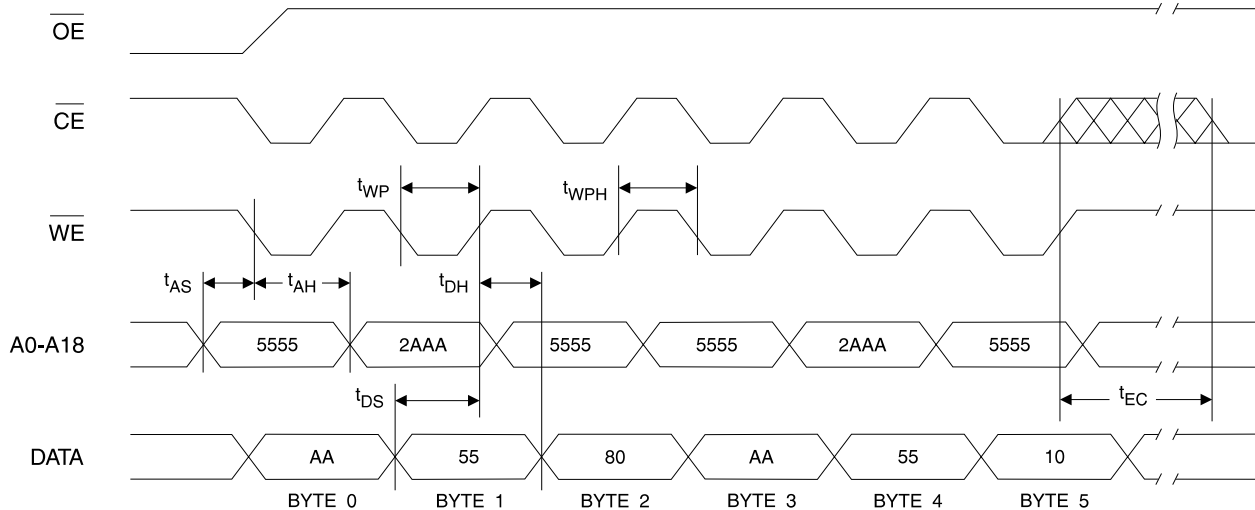 OE
CE
tWP
tWPH
WE
tAS
tAH
tDH
A0-A18
5555
2AAA
5555
5555
2AAA
5555
tDS
tEC
DATA
AA
55
80
AA
55
10
BYTE 0
BYTE 1
BYTE 2
BYTE 3
BYTE 4
BYTE 5